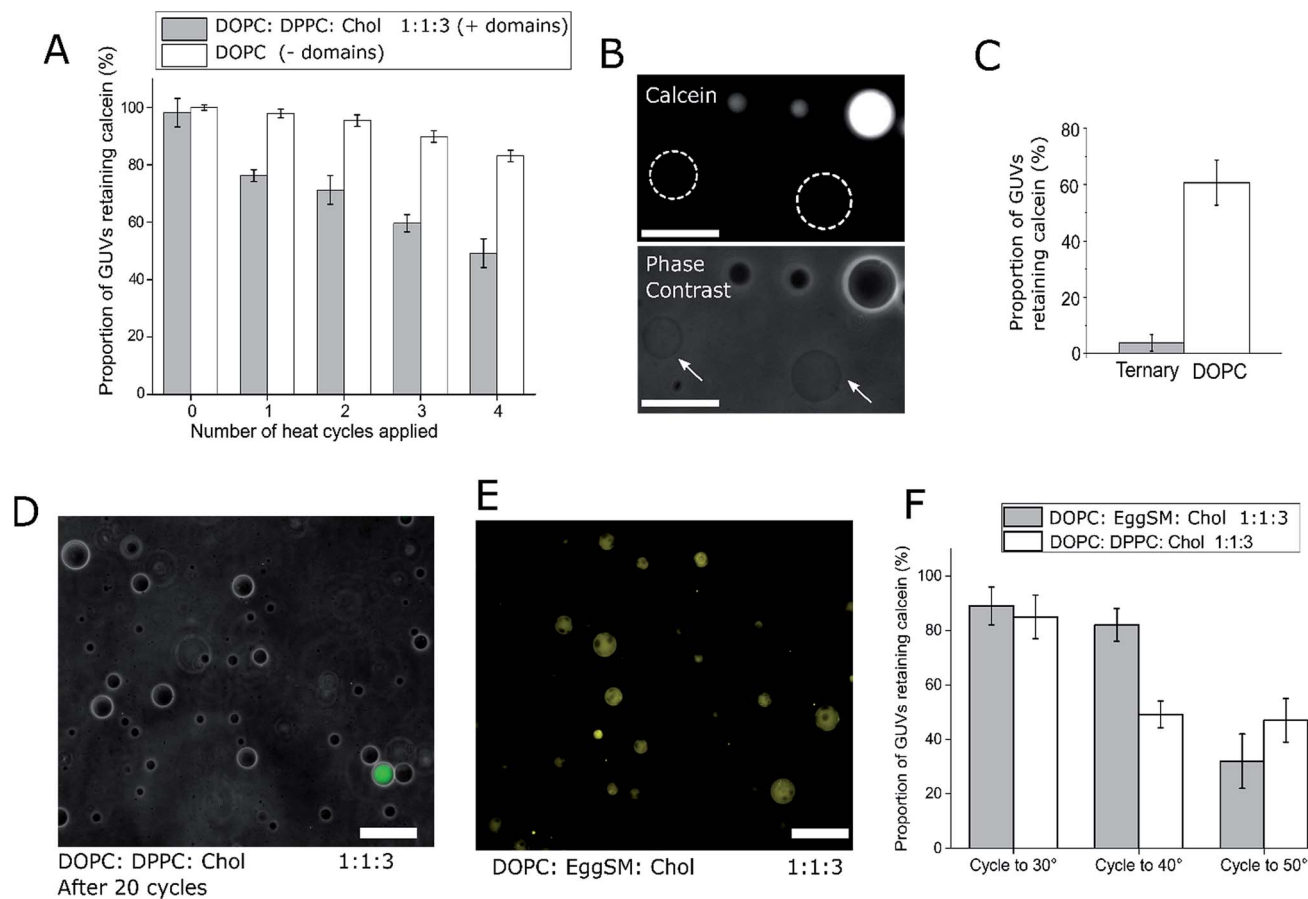 A
DOPC: DPPC: Chol 1:1:3 (+ domains)
DOPC (- domains)
Proportion of GUVs retaining calcein (%)
100
80
60
40
20
0
0 1 2 3 4
Number of heat cycles applied
B
Calcein
Phase
Contrast
C
Proportion of GUVs
retaining calcein (%)
80
60
40
20
0
Ternary DOPC
D
DOPC: DPPC: Chol 1:1:3
After 20 cycles
E
DOPC: EggSM: Chol 1:1:3
F
DOPC: EggSM: Chol 1:1:3
DOPC: DPPC: Chol 1:1:3
Proportion of GUVs retaining calcein (%)
100
80
60
40
20
0
Cycle to 30° Cycle to 40° Cycle to 50°